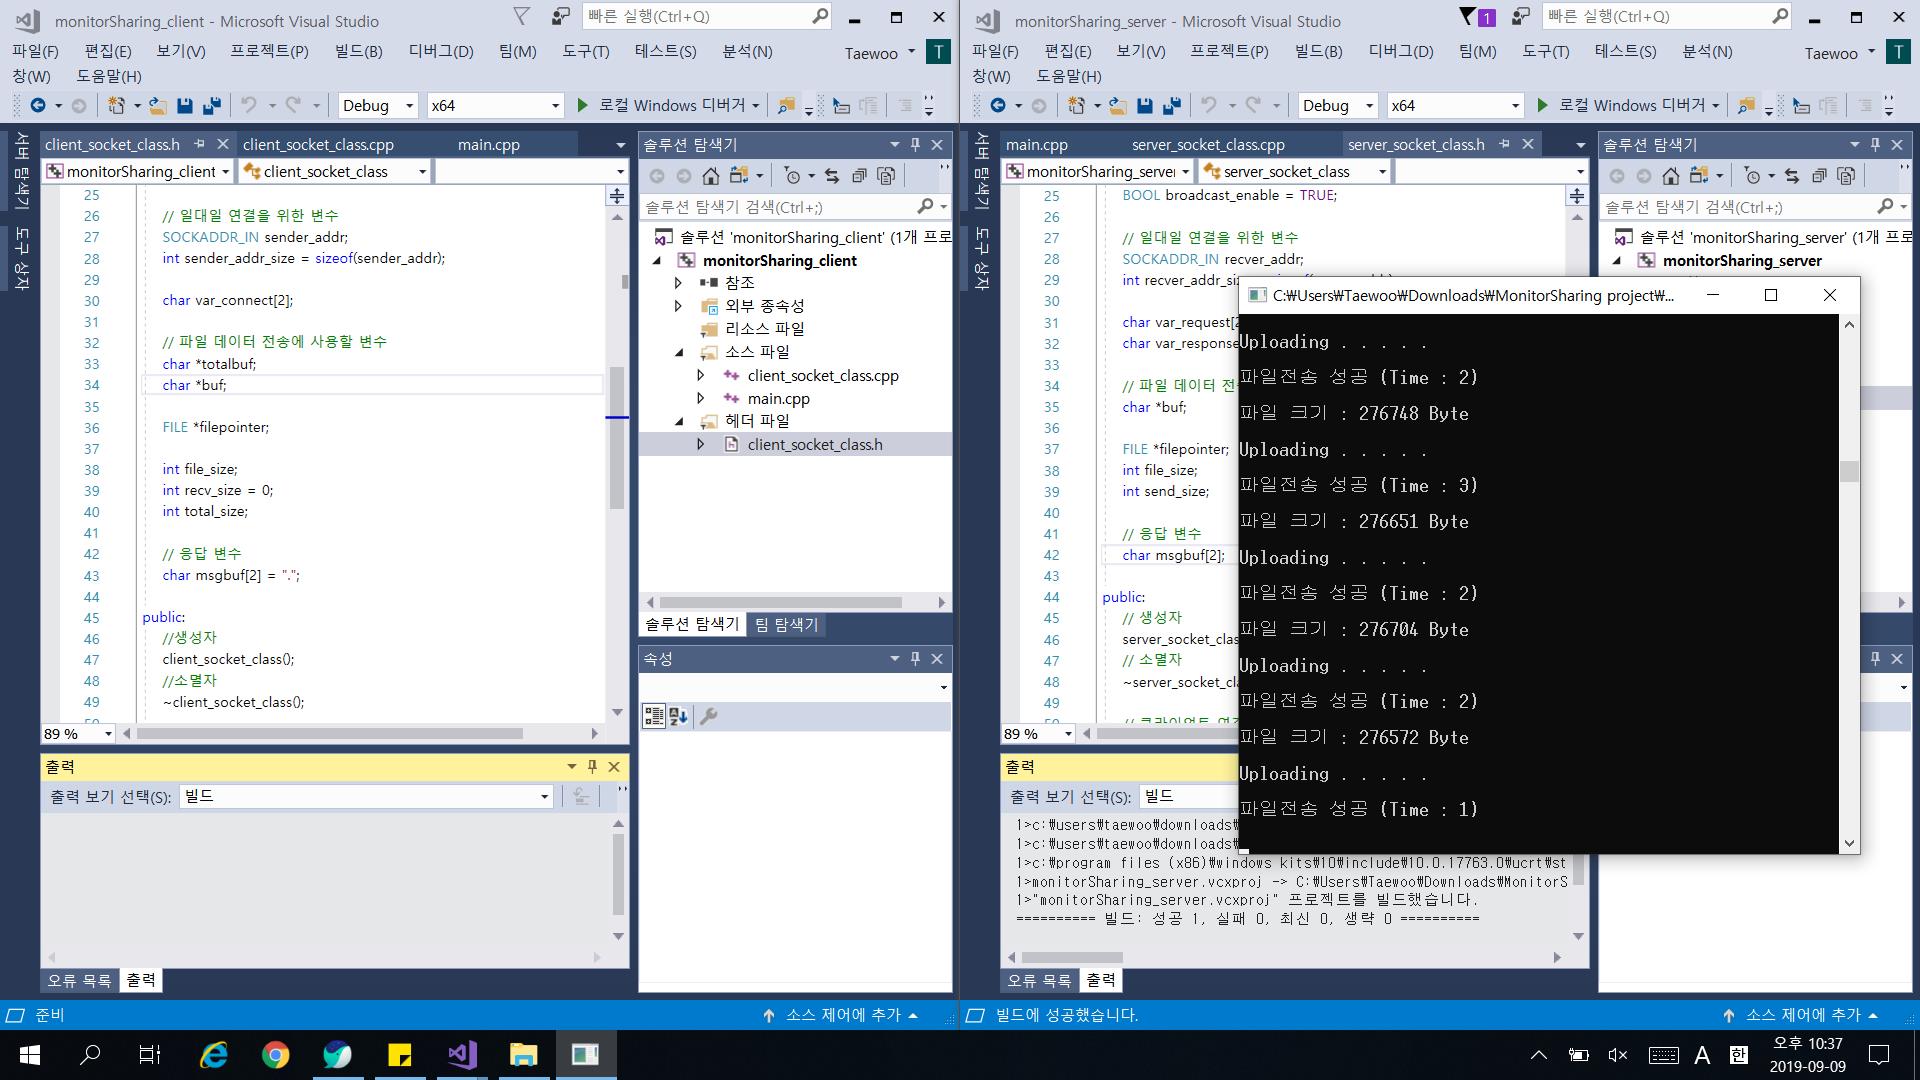 monitorSharing_client - Microsoft Visual Studio
빠른 실행(Ctrl+Q)
파일(F) 편집(E) 보기(V) 프로젝트(P) 빌드(B) 디버그(D) 팀(M) 도구(T) 테스트(S) 분석(N)
Taewoo T
창(W) 도움말(H)
Debug x64 로컬 Windows 디버거
서버 탐색기
도구 상자
client_socket_class.h client_socket_class.cpp main.cpp
monitorSharing_client client_socket_class
25
26 // 일대일 연결을 위한 변수
27 SOCKADDR_IN sender_addr;
28 int sender_addr_size = sizeof(sender_addr);
29
30 char var_connect[2];
31
32 // 파일 데이터 전송에 사용할 변수
33 char *totalbuf;
34 char *buf;
35
36 FILE *filepointer;
37
38 int file_size;
39 int recv_size = 0;
40 int total_size;
41
42 // 응답 변수
43 char msgbuf[2] = ".";
44
45 public:
46 //생성자
47 client_socket_class();
48 //소멸자
49 ~client_socket_class();
89 %
솔루션 탐색기
솔루션 탐색기 검색(Ctrl+;)
솔루션 'monitorSharing_client' (1개 프로
monitorSharing_client
참조
외부 종속성
리소스 파일
소스 파일
client_socket_class.cpp
main.cpp
헤더 파일
client_socket_class.h
솔루션 탐색기 팀 탐색기
속성
출력
출력 보기 선택(S): 빌드
오류 목록 출력
준비
소스 제어에 추가
monitorSharing_server - Microsoft Visual Studio
1
빠른 실행(Ctrl+Q)
파일(F) 편집(E) 보기(V) 프로젝트(P) 빌드(B) 디버그(D) 팀(M) 도구(T) 테스트(S) 분석(N)
Taewoo T
창(W) 도움말(H)
Debug x64 로컬 Windows 디버거
서버 탐색기
도구 상자
main.cpp server_socket_class.cpp server_socket_class.h
monitorSharing_server server_socket_class
25 BOOL broadcast_enable = TRUE;
26
27 // 일대일 연결을 위한 변수
28 SOCKADDR_IN recver_addr;
29 int recver_addr_siz
30
31 char var_request[2
32 char var_response
33
34 // 파일 데이터 전
35 char *buf;
36
37 FILE *filepointer;
38 int file_size;
39 int send_size;
40
41 // 응답 변수
42 char msgbuf[2];
43
44 public:
45 // 생성자
46 server_socket_clas
47 // 소멸자
48 ~server_socket_cla
49
89 %
솔루션 탐색기
솔루션 탐색기 검색(Ctrl+;)
솔루션 'monitorSharing_server' (1개 프로
monitorSharing_server
C:₩Users₩Taewoo₩Downloads₩MonitorSharing project₩...
Uploading . . . . .
파일전송 성공 (Time : 2)
파일 크기 : 276748 Byte
Uploading . . . . .
파일전송 성공 (Time : 3)
파일 크기 : 276651 Byte
Uploading . . . . .
파일전송 성공 (Time : 2)
파일 크기 : 276704 Byte
Uploading . . . . .
파일전송 성공 (Time : 2)
파일 크기 : 276572 Byte
Uploading . . . . .
파일전송 성공 (Time : 1)
출력
출력 보기 선택(S): 빌드
1>c:₩users₩taewoo₩downloads₩
1>c:₩users₩taewoo₩downloads₩
1>c:₩program files (x86)₩windows kits₩10₩include₩10.0.17763.0₩ucrt₩st
1>monitorSharing_server.vcxproj -> C:₩Users₩Taewoo₩Downloads₩MonitorS
1>"monitorSharing_server.vcxproj" 프로젝트를 빌드했습니다.
========== 빌드: 성공 1, 실패 0, 최신 0, 생략 0 ==========
오류 목록 출력
빌드에 성공했습니다.
소스 제어에 추가
A 한
오후 10:37
2019-09-09